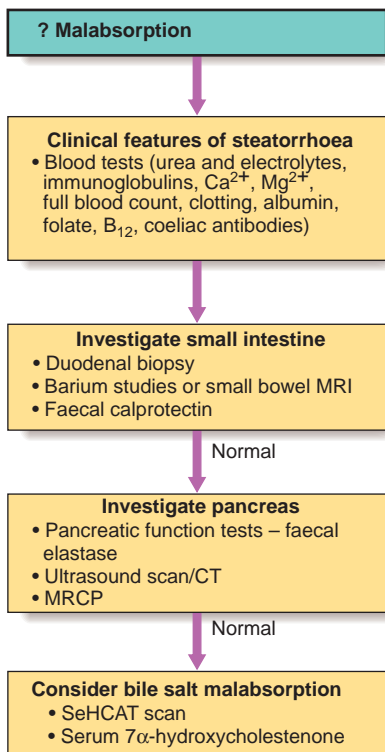 ? Malabsorption
Clinical features of steatorrhoea
• Blood tests (urea and electrolytes,
immunoglobulins, Ca²⁺, Mg²⁺,
full blood count, clotting, albumin,
folate, B₁₂, coeliac antibodies)
Investigate small intestine
• Duodenal biopsy
• Barium studies or small bowel MRI
• Faecal calprotectin
Normal
Investigate pancreas
• Pancreatic function tests – faecal
elastase
• Ultrasound scan/CT
• MRCP
Normal
Consider bile salt malabsorption
• SeHCAT scan
• Serum 7α-hydroxycholestenone